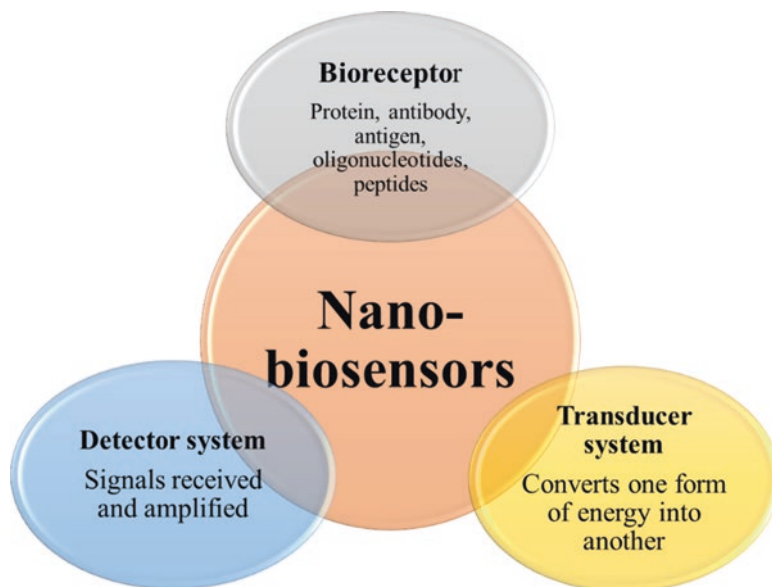 Bioreceptor
Protein, antibody,
antigen,
oligonucleotides,
peptides
Nano-
biosensors
Detector system
Signals received
and amplified
Transducer
system
Converts one form
of energy into
another